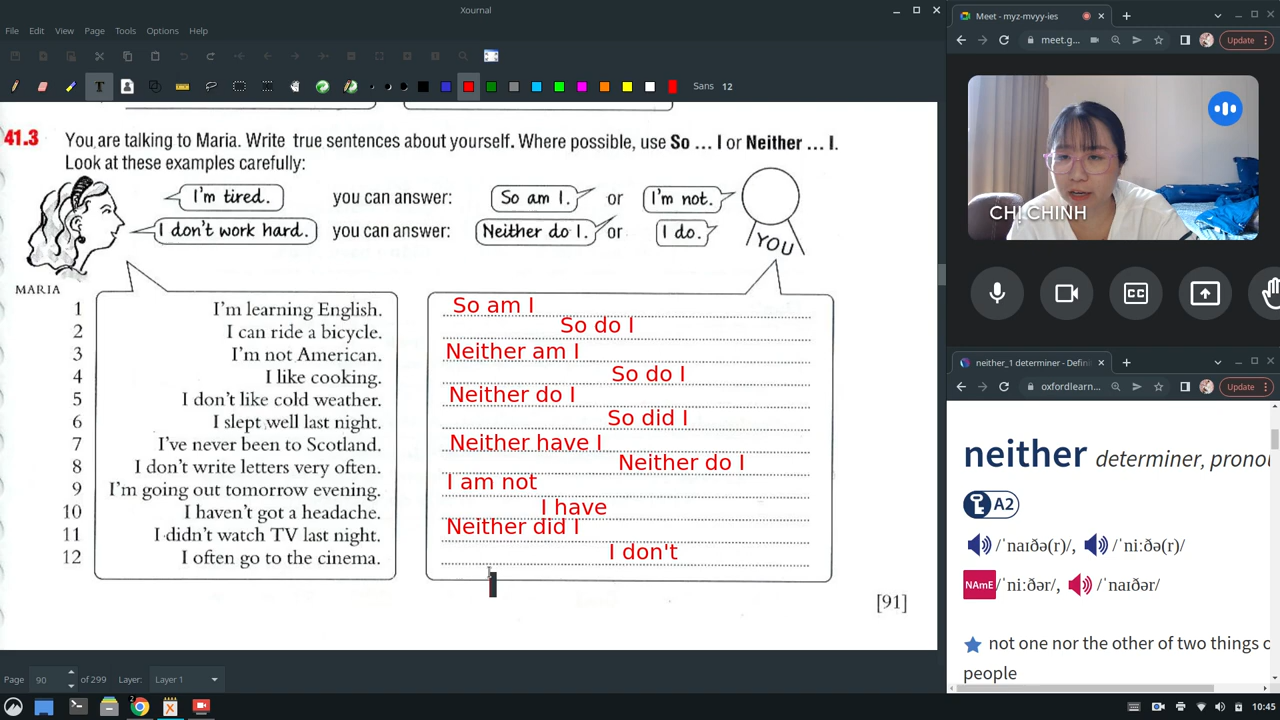 Xournal
File Edit View Page Tools Options Help
Sans 12
41.3 You are talking to Maria. Write true sentences about yourself. Where possible, use So … I or Neither … I.
Look at these examples carefully:
I'm tired. you can answer: So am I. or I'm not.
I don't work hard. you can answer: Neither do I. or I do.
YOU
MARIA
1 I'm learning English. So am I
2 I can ride a bicycle. So do I
3 I'm not American. Neither am I
4 I like cooking. So do I
5 I don't like cold weather. Neither do I
6 I slept well last night. So did I
7 I've never been to Scotland. Neither have I
8 I don't write letters very often. Neither do I
9 I'm going out tomorrow evening. I am not
10 I haven't got a headache. I have
11 I didn't watch TV last night. Neither did I
12 I often go to the cinema. I don't
[91]
Page 90 of 299 Layer: Layer 1
Meet - myz-mvyy-ies
meet.g… Update
CHI CHINH
CC
neither_1 determiner - Defini
oxfordlearn… Update
neither determiner, prono
A2
/ˈnaɪðə(r)/, /ˈniːðə(r)/
NAmE /ˈniːðər/, /ˈnaɪðər/
not one nor the other of two things o
people
2
10:45